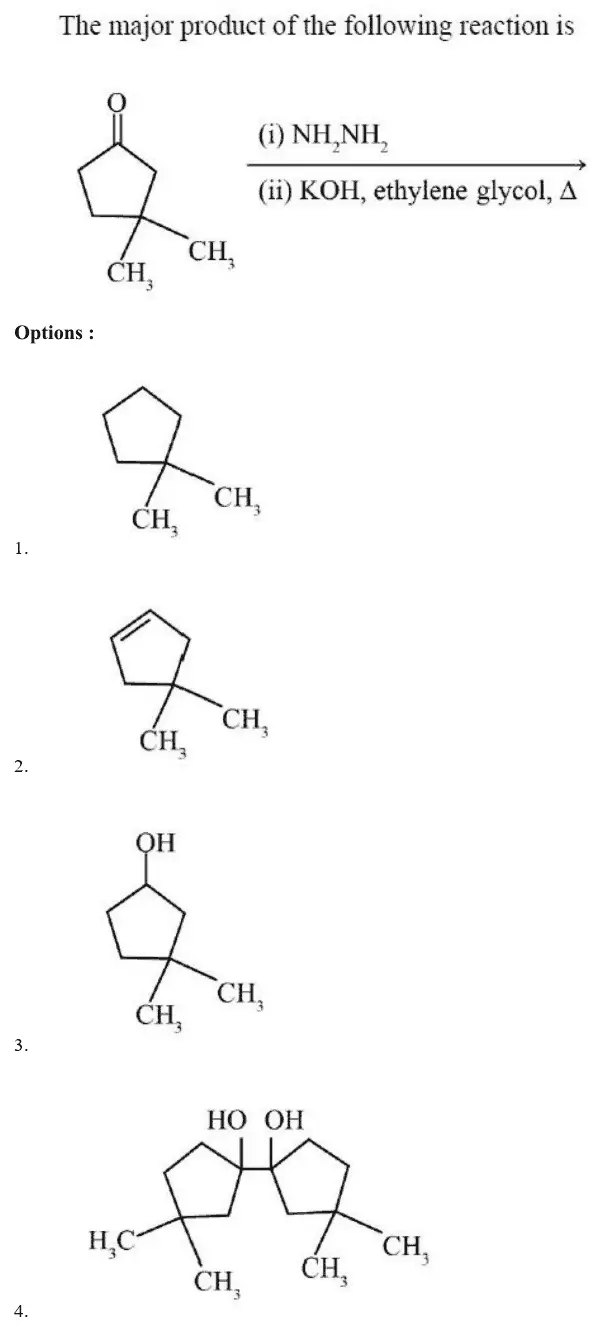 The major product of the following reaction is
O
(i) NH₂NH₂
(ii) KOH, ethylene glycol, Δ
CH₃
CH₃
Options :
CH₃
CH₃
1.
CH₃
CH₃
2.
OH
CH₃
CH₃
3.
HO OH
H₃C
CH₃
CH₃
CH₃
4.